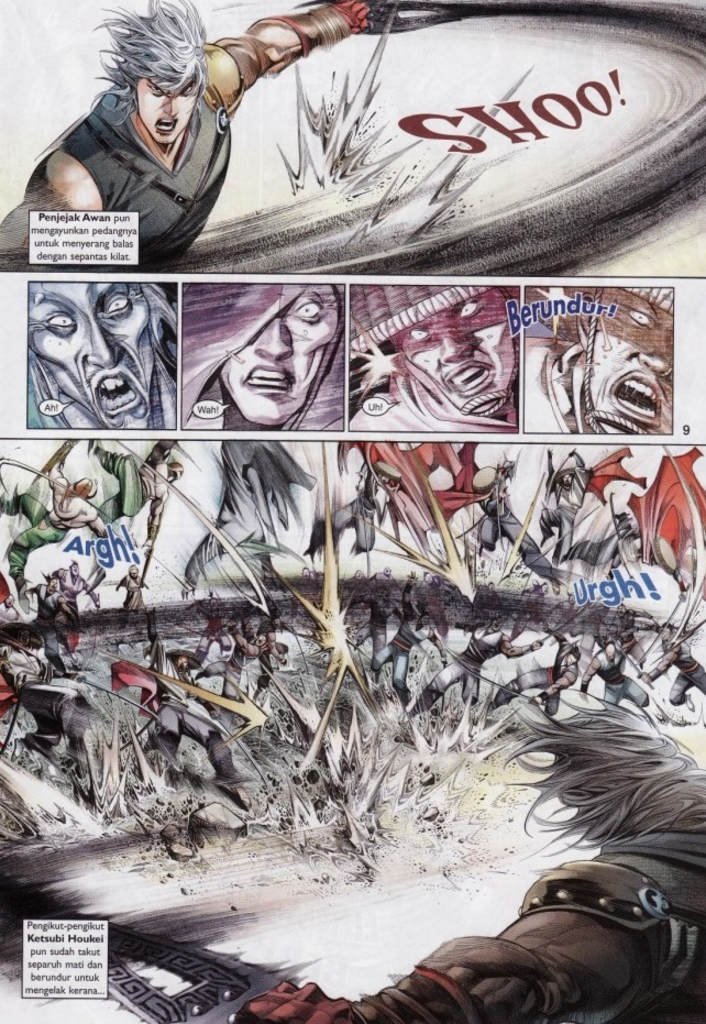 SHOO!
Penjejak Awan pun
mengayunkan pedangnya
untuk menyerang balas
dengan sepantas kilat.
Ah!
Wah!
Uh!
Berundur!
9
Argh!
Urgh!
Pengikut-pengikut
Ketsubi Houkei
pun sudah takut
separuh mati dan
berundur untuk
mengelak kerana...